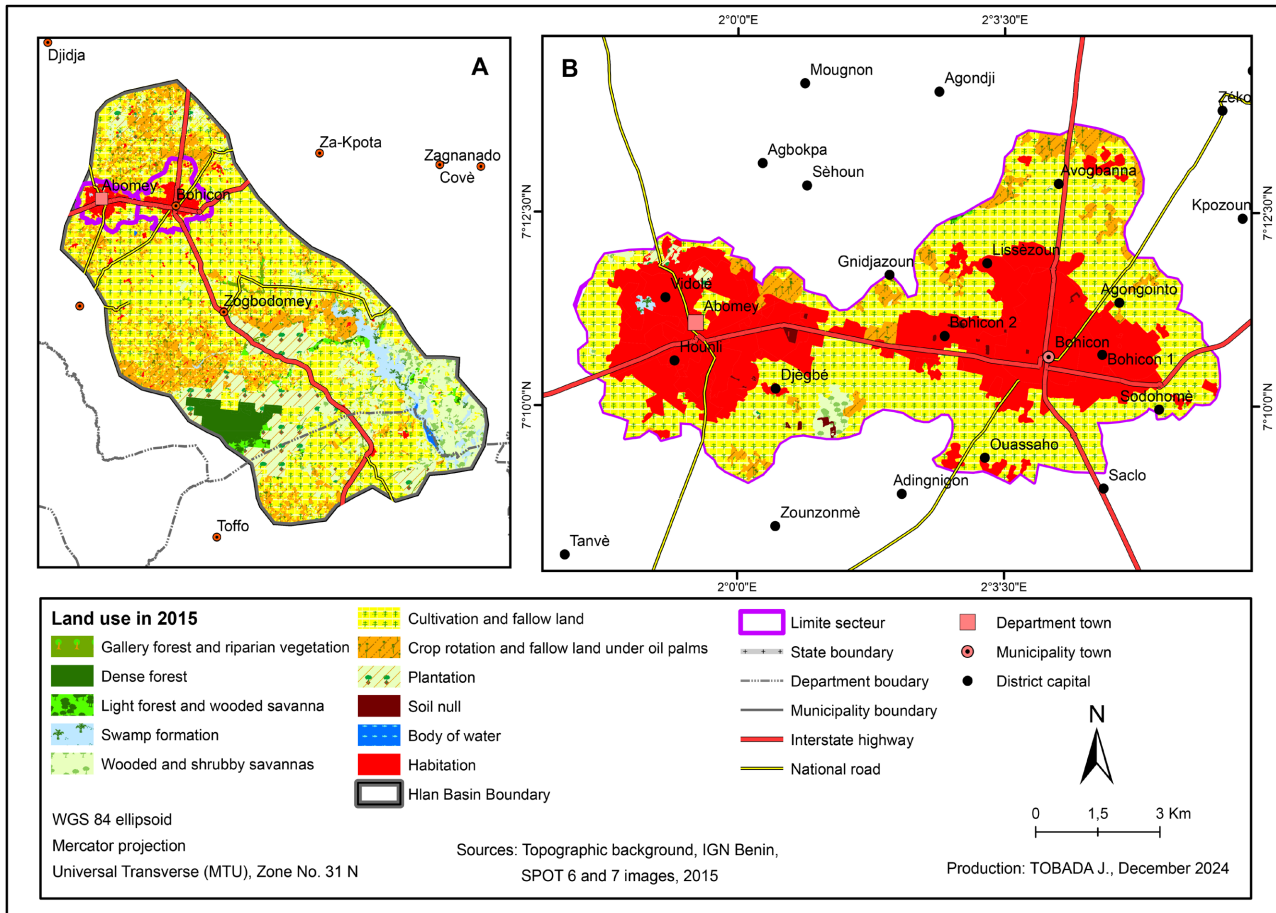 2°0'0"E
2°3'30"E
Djidja
A
Za-Kpota
Zagnanado
Covè
Abomey
Bohicon
Zogbodomey
Toffo
B
Mougnon
Agondji
Zéko
Agbokpa
Sèhoun
Avogbanna
Kpozoun
7°12'30"N
7°12'30"N
Gnidjazoun
Lissèzoun
Vidolé
Agongointo
Abomey
Bohicon 2
Bohicon
Hounli
Bohicon 1
Djègbé
Sodohomè
7°10'0"N
7°10'0"N
Ouassaho
Adingnigon
Saclo
Zounzonmè
Tanvè
2°0'0"E
2°3'30"E
Land use in 2015
Gallery forest and riparian vegetation
Dense forest
Light forest and wooded savanna
Swamp formation
Wooded and shrubby savannas
Cultivation and fallow land
Crop rotation and fallow land under oil palms
Plantation
Soil null
Body of water
Habitation
Hlan Basin Boundary
Limite secteur
State boundary
Department boudary
Municipality boundary
Interstate highway
National road
Department town
Municipality town
District capital
N
0 1,5 3 Km
WGS 84 ellipsoid
Mercator projection
Universal Transverse (MTU), Zone No. 31 N
Sources: Topographic background, IGN Benin,
SPOT 6 and 7 images, 2015
Production: TOBADA J., December 2024